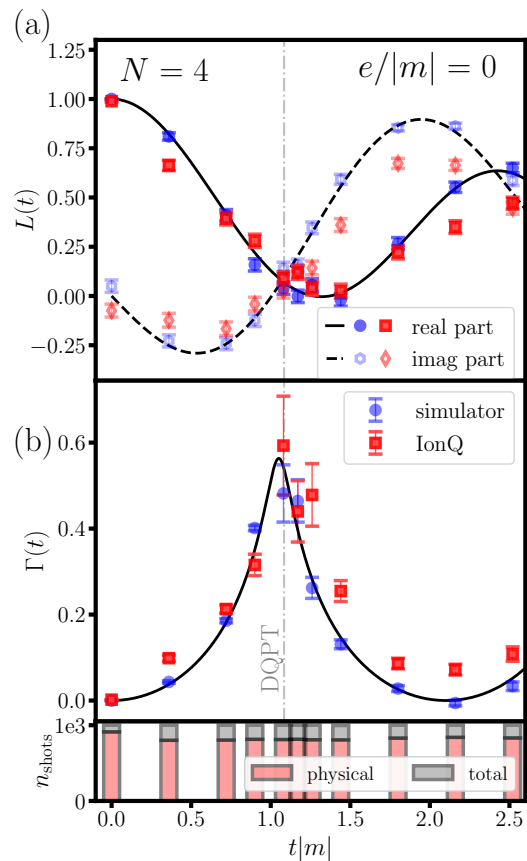 (a)
N = 4
e/|m| = 0
1.25
1.00
0.75
0.50
0.25
0.00
−0.25
L(t)
real part
imag part
(b)
simulator
IonQ
0.6
0.4
0.2
0.0
Γ(t)
DQPT
1e3
0
n_shots
physical
total
0.0
0.5
1.0
1.5
2.0
2.5
t|m|